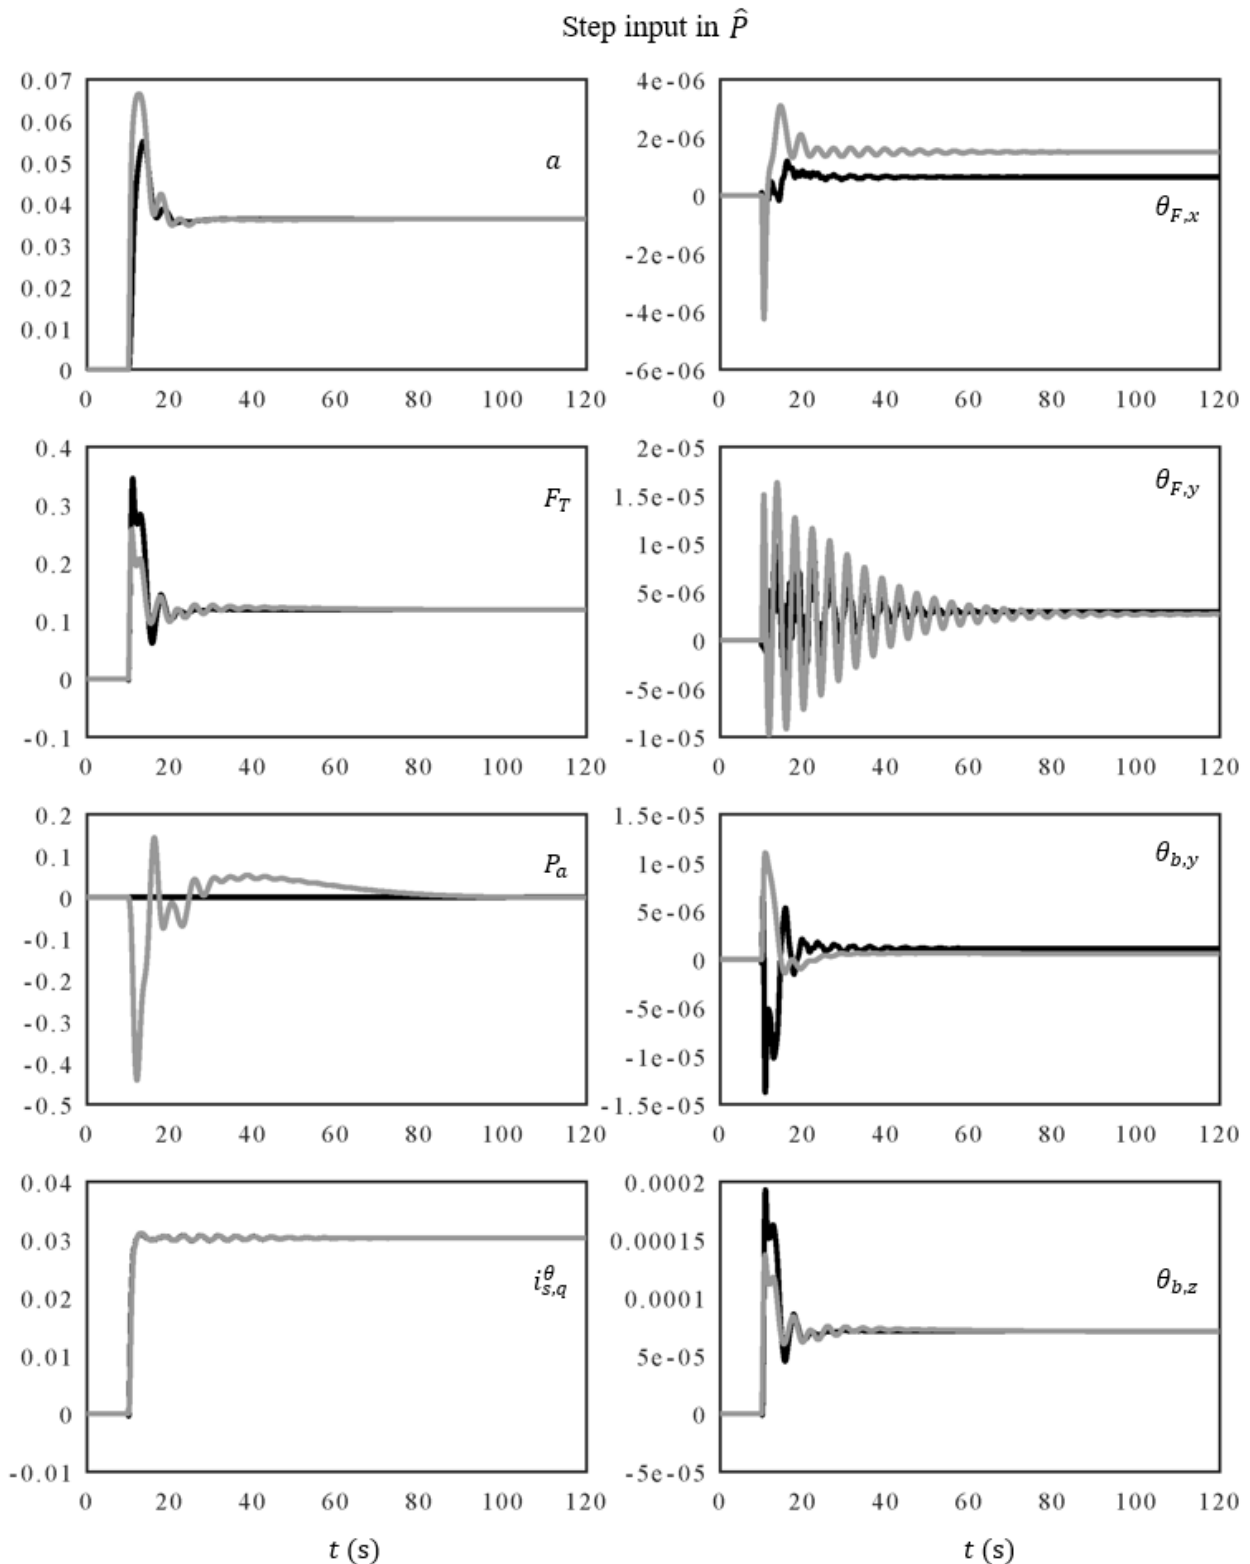 Step input in P̂
0.07
0.06
0.05
0.04
0.03
0.02
0.01
0
a
0 20 40 60 80 100 120
4e-06
2e-06
0
-2e-06
-4e-06
-6e-06
θF,x
0 20 40 60 80 100 120
0.4
0.3
0.2
0.1
0
-0.1
FT
0 20 40 60 80 100 120
2e-05
1.5e-05
1e-05
5e-06
0
-5e-06
-1e-05
θF,y
0 20 40 60 80 100 120
0.2
0.1
0
-0.1
-0.2
-0.3
-0.4
-0.5
Pa
0 20 40 60 80 100 120
1.5e-05
1e-05
5e-06
0
-5e-06
-1e-05
-1.5e-05
θb,y
0 20 40 60 80 100 120
0.04
0.03
0.02
0.01
0
-0.01
iθs,q
0 20 40 60 80 100 120
t (s)
0.0002
0.00015
0.0001
5e-05
0
-5e-05
θb,z
0 20 40 60 80 100 120
t (s)